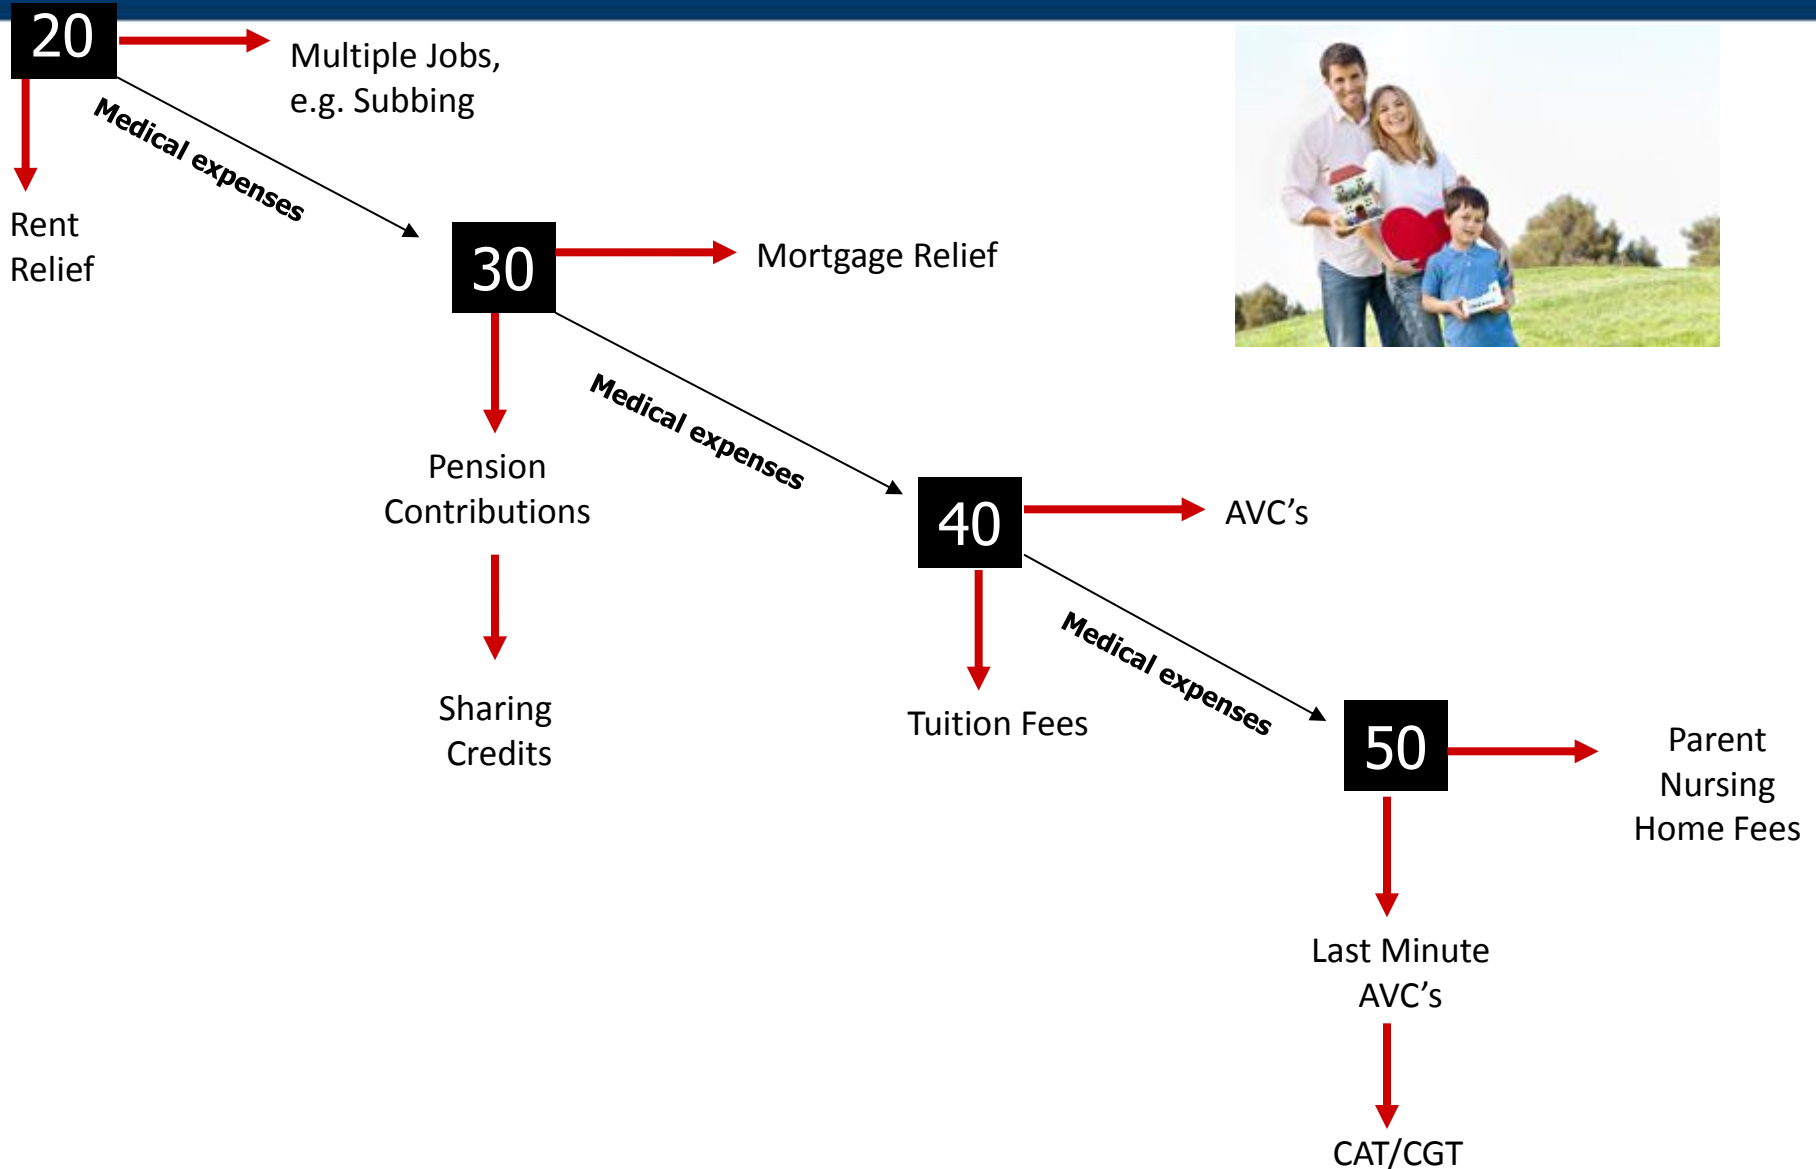 20
Multiple Jobs,
e.g. Subbing
Medical expenses
Rent
Relief
30
Mortgage Relief
Medical expenses
Pension
Contributions
Sharing
Credits
40
AVC’s
Medical expenses
Tuition Fees
50
Parent
Nursing
Home Fees
Last Minute
AVC’s
CAT/CGT